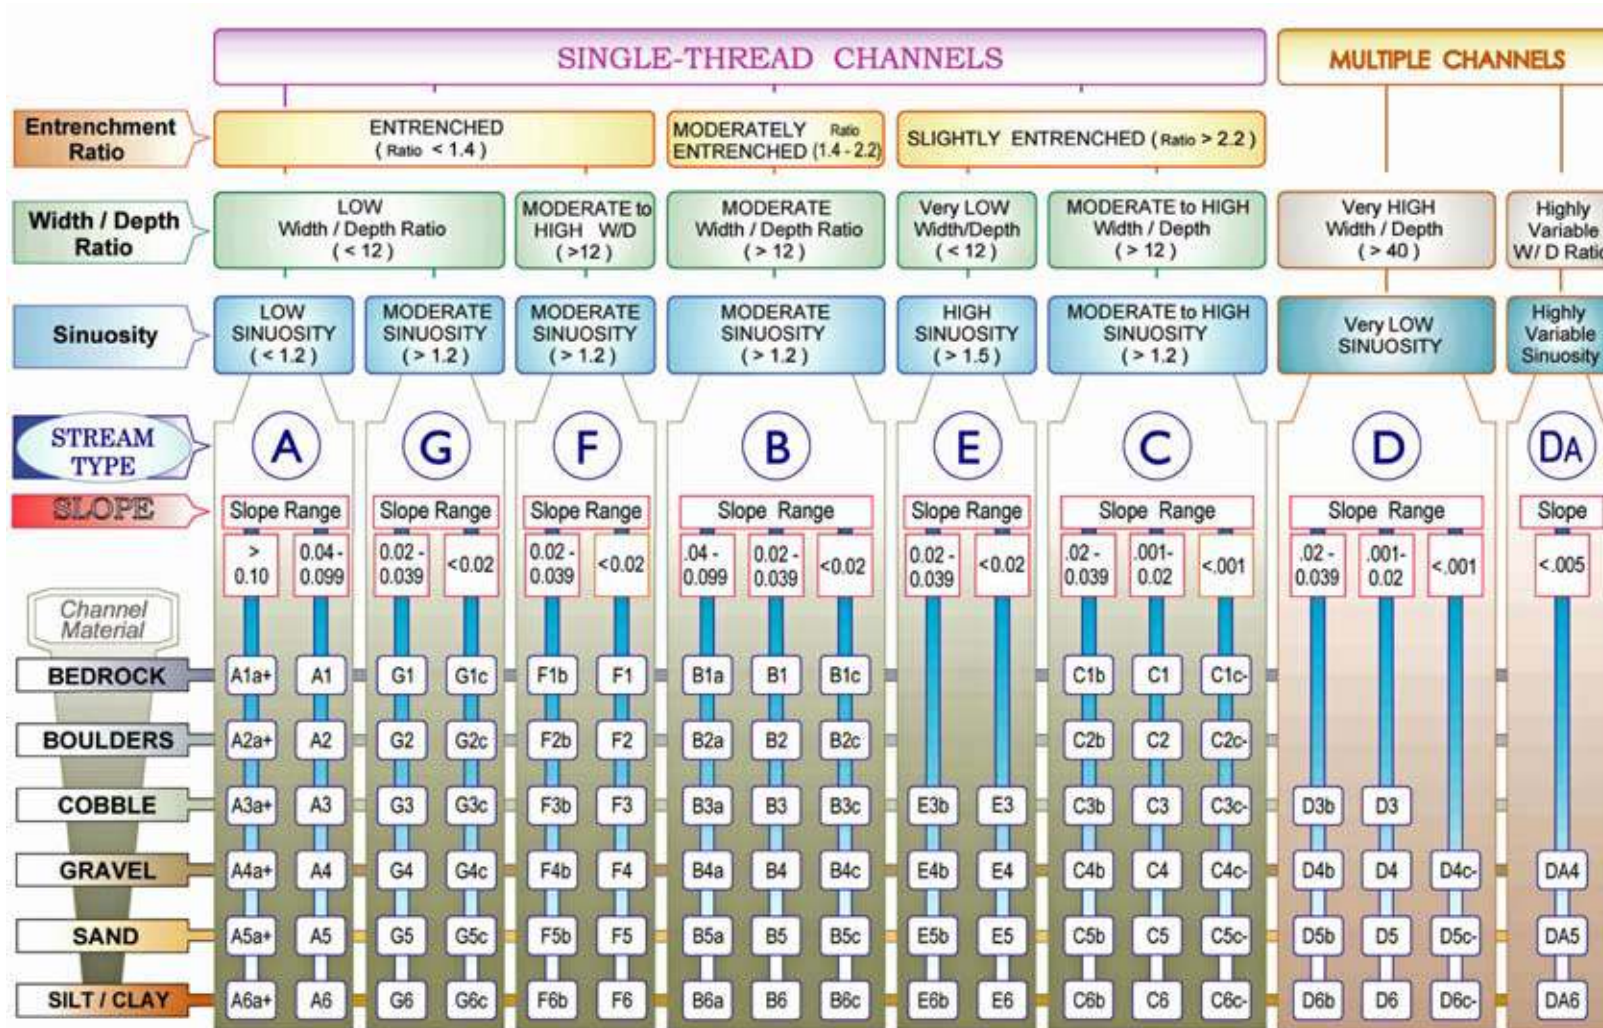 SINGLE-THREAD CHANNELS
MULTIPLE CHANNELS
Entrenchment
Ratio
ENTRENCHED
( Ratio < 1.4 )
MODERATELY Ratio
ENTRENCHED (1.4 - 2.2)
SLIGHTLY ENTRENCHED ( Ratio > 2.2 )
Width / Depth
Ratio
LOW
Width / Depth Ratio
( < 12 )
MODERATE to
HIGH W/D
( >12 )
MODERATE
Width / Depth Ratio
( > 12 )
Very LOW
Width/Depth
( < 12 )
MODERATE to HIGH
Width / Depth
( > 12 )
Very HIGH
Width / Depth
( > 40 )
Highly
Variable
W/ D Ratio
Sinuosity
LOW
SINUOSITY
( < 1.2 )
MODERATE
SINUOSITY
( > 1.2 )
MODERATE
SINUOSITY
( > 1.2 )
MODERATE
SINUOSITY
( > 1.2 )
HIGH
SINUOSITY
( > 1.5 )
MODERATE to HIGH
SINUOSITY
( > 1.2 )
Very LOW
SINUOSITY
Highly
Variable
Sinuosity
STREAM
TYPE
A G F B E C D DA
SLOPE
Slope Range Slope Range Slope Range Slope Range Slope Range Slope Range Slope Range Slope
>
0.10
0.04 -
0.099
0.02 -
0.039
<0.02
0.02 -
0.039
<0.02
.04 -
0.099
0.02 -
0.039
<0.02
0.02 -
0.039
<0.02
.02 -
0.039
.001-
0.02
<.001
.02 -
0.039
.001-
0.02
<.001
<.005
Channel
Material
BEDROCK A1a+ A1 G1 G1c F1b F1 B1a B1 B1c C1b C1 C1c-
BOULDERS A2a+ A2 G2 G2c F2b F2 B2a B2 B2c C2b C2 C2c-
COBBLE A3a+ A3 G3 G3c F3b F3 B3a B3 B3c E3b E3 C3b C3 C3c- D3b D3
GRAVEL A4a+ A4 G4 G4c F4b F4 B4a B4 B4c E4b E4 C4b C4 C4c- D4b D4 D4c- DA4
SAND A5a+ A5 G5 G5c F5b F5 B5a B5 B5c E5b E5 C5b C5 C5c- D5b D5 D5c- DA5
SILT / CLAY A6a+ A6 G6 G6c F6b F6 B6a B6 B6c E6b E6 C6b C6 C6c- D6b D6 D6c- DA6